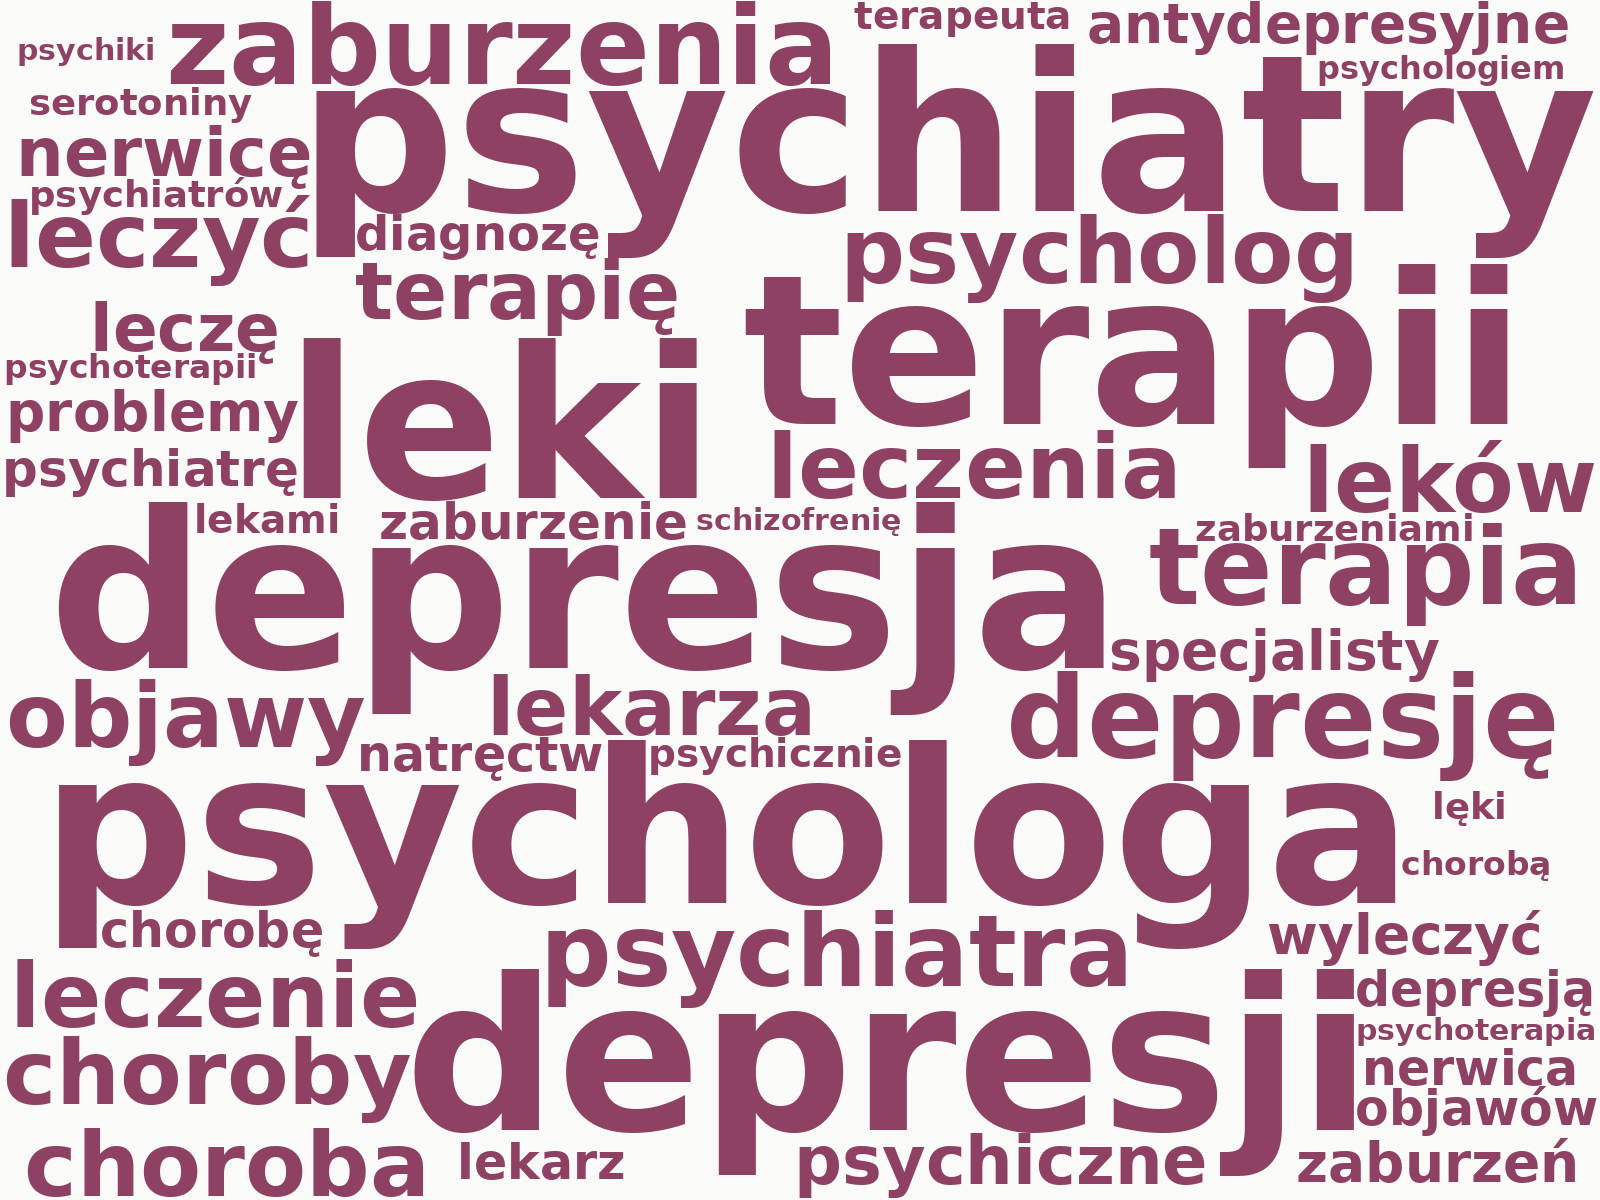 terapeuta
antydepresyjne
psychiki
zaburzenia
psychologiem
serotoniny
psychiatry
nerwicę
psychiatrów
leczyć
diagnozę
psycholog
terapię
terapii
leczę
psychoterapii
leki
problemy
psychiatrę
leczenia
leków
lekami
zaburzenie
schizofrenię
zaburzeniami
depresja
terapia
specjalisty
objawy
lekarza
depresję
natręctw
psychicznie
psychologa
lęki
chorobą
chorobę
psychiatra
wyleczyć
leczenie
depresją
psychoterapia
depresji
choroby
nerwica
objawów
choroba
lekarz
psychiczne
zaburzeń